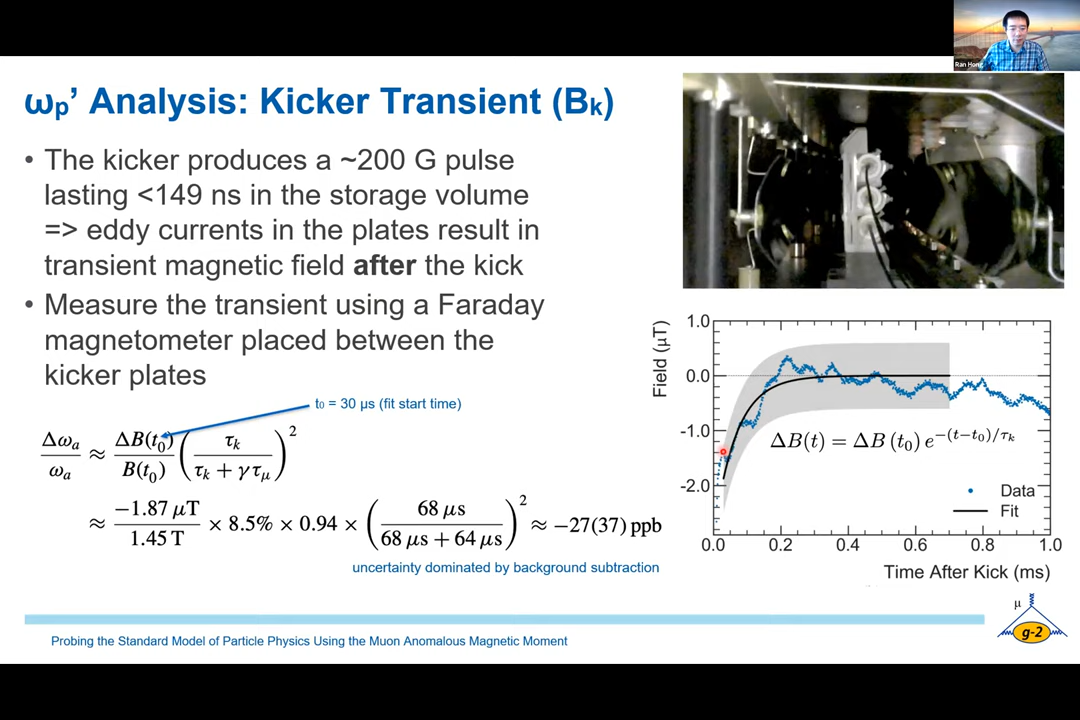 Ran Hong
ωp’ Analysis: Kicker Transient (Bk)
• The kicker produces a ~200 G pulse
lasting <149 ns in the storage volume
=> eddy currents in the plates result in
transient magnetic field after the kick
• Measure the transient using a Faraday
magnetometer placed between the
kicker plates
t₀ = 30 μs (fit start time)
Δωₐ/ωₐ ≈ ΔB(t₀)/B(t₀) (τₖ/(τₖ + γτμ))²
≈ −1.87 μT/1.45 T × 8.5% × 0.94 × (68 μs/(68 μs + 64 μs))² ≈ −27(37) ppb
uncertainty dominated by background subtraction
Field (μT)
1.0
0.0
-1.0
-2.0
ΔB(t) = ΔB (t₀) e^−(t−t₀)/τₖ
Data
Fit
0.0 0.2 0.4 0.6 0.8 1.0
Time After Kick (ms)
μ
g-2
Probing the Standard Model of Particle Physics Using the Muon Anomalous Magnetic Moment